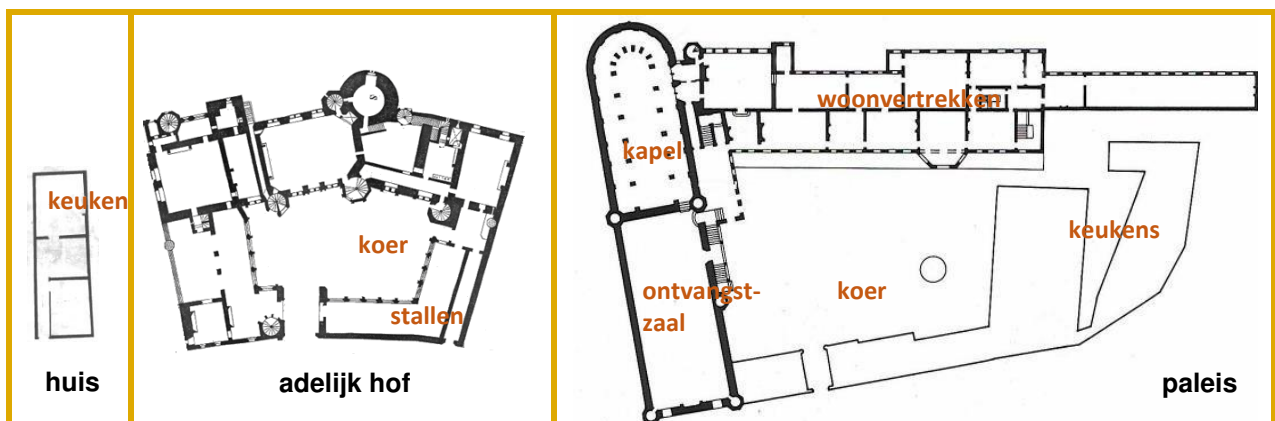 keuken
huis
koer
stallen
adelijk hof
kapel
woonvertrekken
ontvangst-
zaal
koer
keukens
paleis